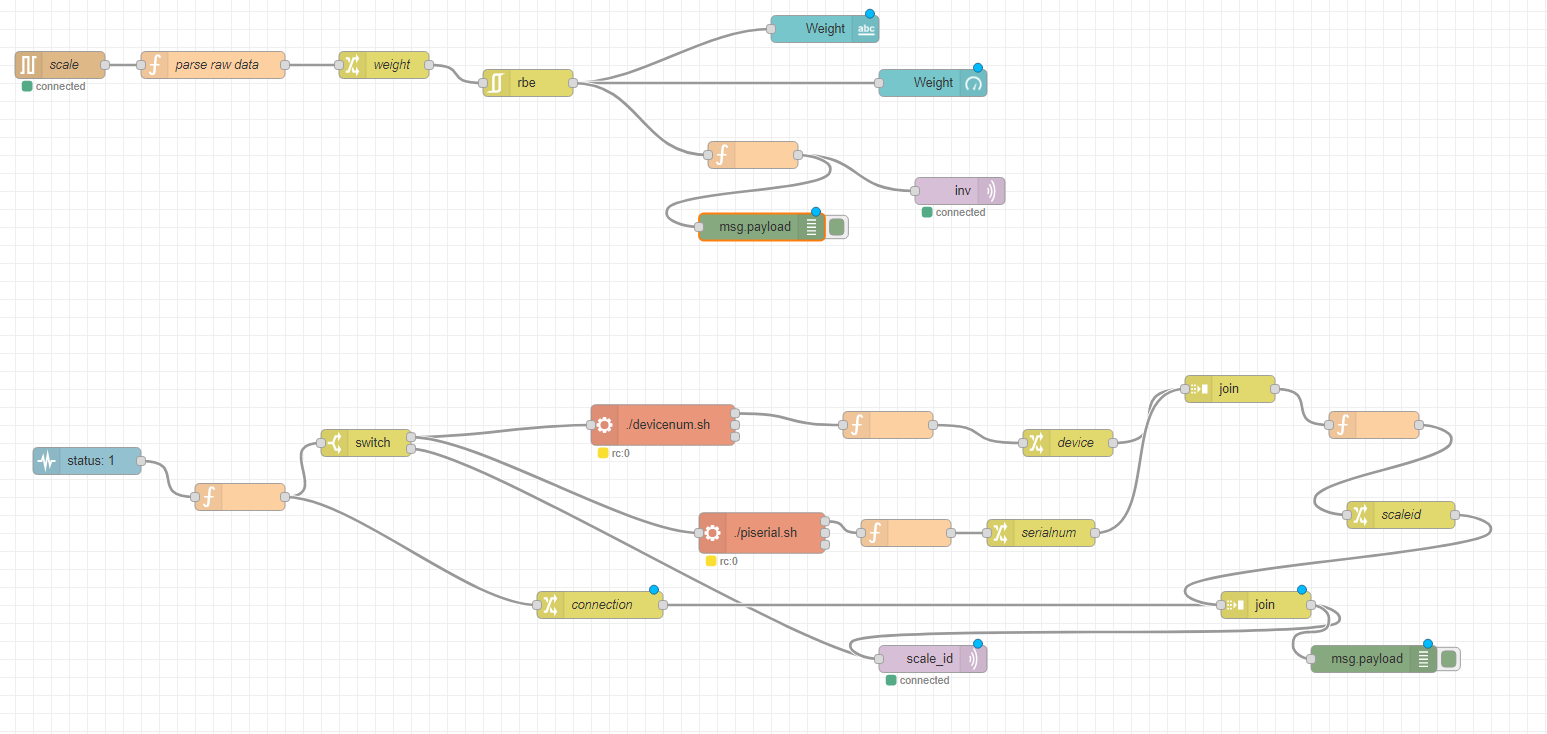 Weight abc
scale
parse raw data
weight
connected
rbe
Weight
inv
connected
msg.payload
join
./devicenum.sh
switch
device
rc:0
status: 1
scaleid
./piserial.sh
serialnum
rc:0
connection
join
scale_id
msg.payload
connected